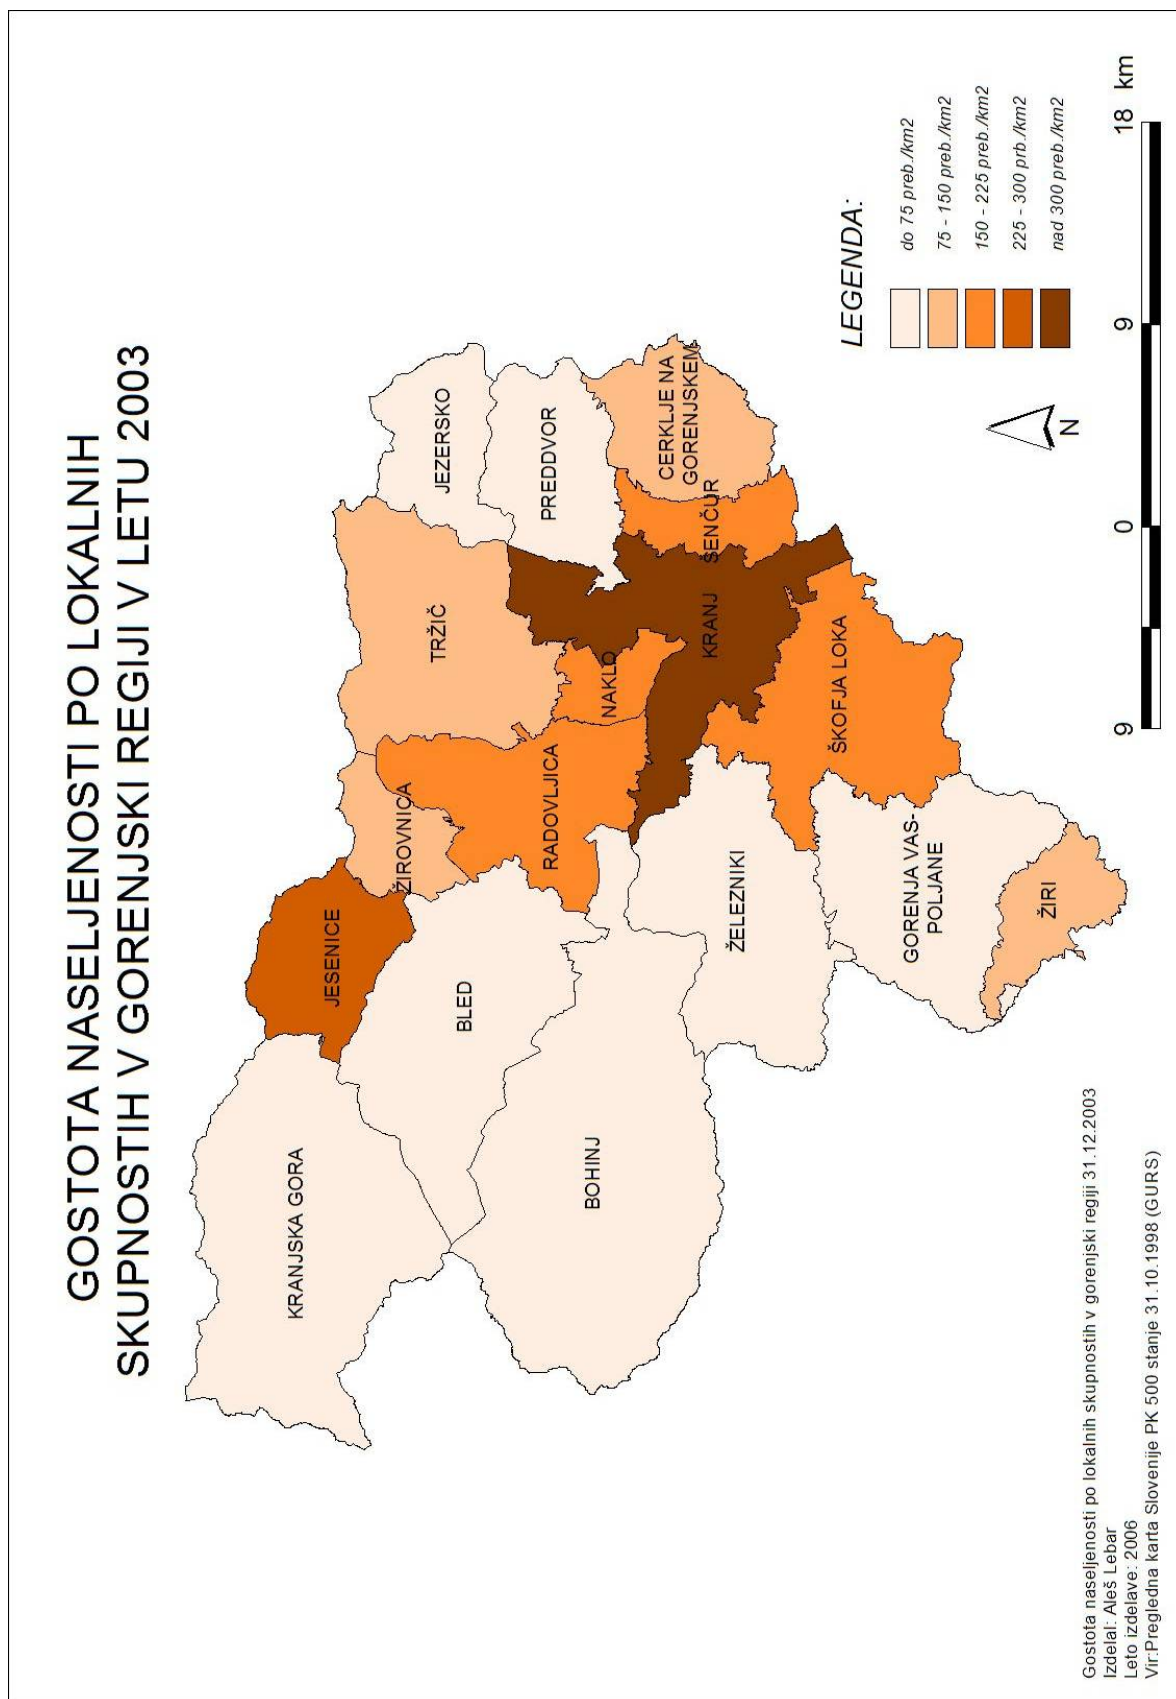 GOSTOTA NASELJENOSTI PO LOKALNIH
SKUPNOSTIH V GORENJSKI REGIJI V LETU 2003
KRANJSKA GORA
JESENICE
ŽIROVNICA
TRŽIČ
JEZERSKO
BLED
RADOVLJICA
NAKLO
PREDDVOR
BOHINJ
ŽELEZNIKI
KRANJ
ŠENČUR
CERKLJE NA
GORENJSKEM
ŠKOFJA LOKA
GORENJA VAS-
POLJANE
ŽIRI
LEGENDA:
do 75 preb./km2
75 - 150 preb./km2
150 - 225 preb./km2
225 - 300 prb./km2
nad 300 preb./km2
N
9 0 9 18 km
Gostota naseljenosti po lokalnih skupnostih v gorenjski regiji 31.12.2003
Izdelal: Aleš Lebar
Leto izdelave: 2006
Vir:Pregledna karta Slovenije PK 500 stanje 31.10.1998 (GURS)